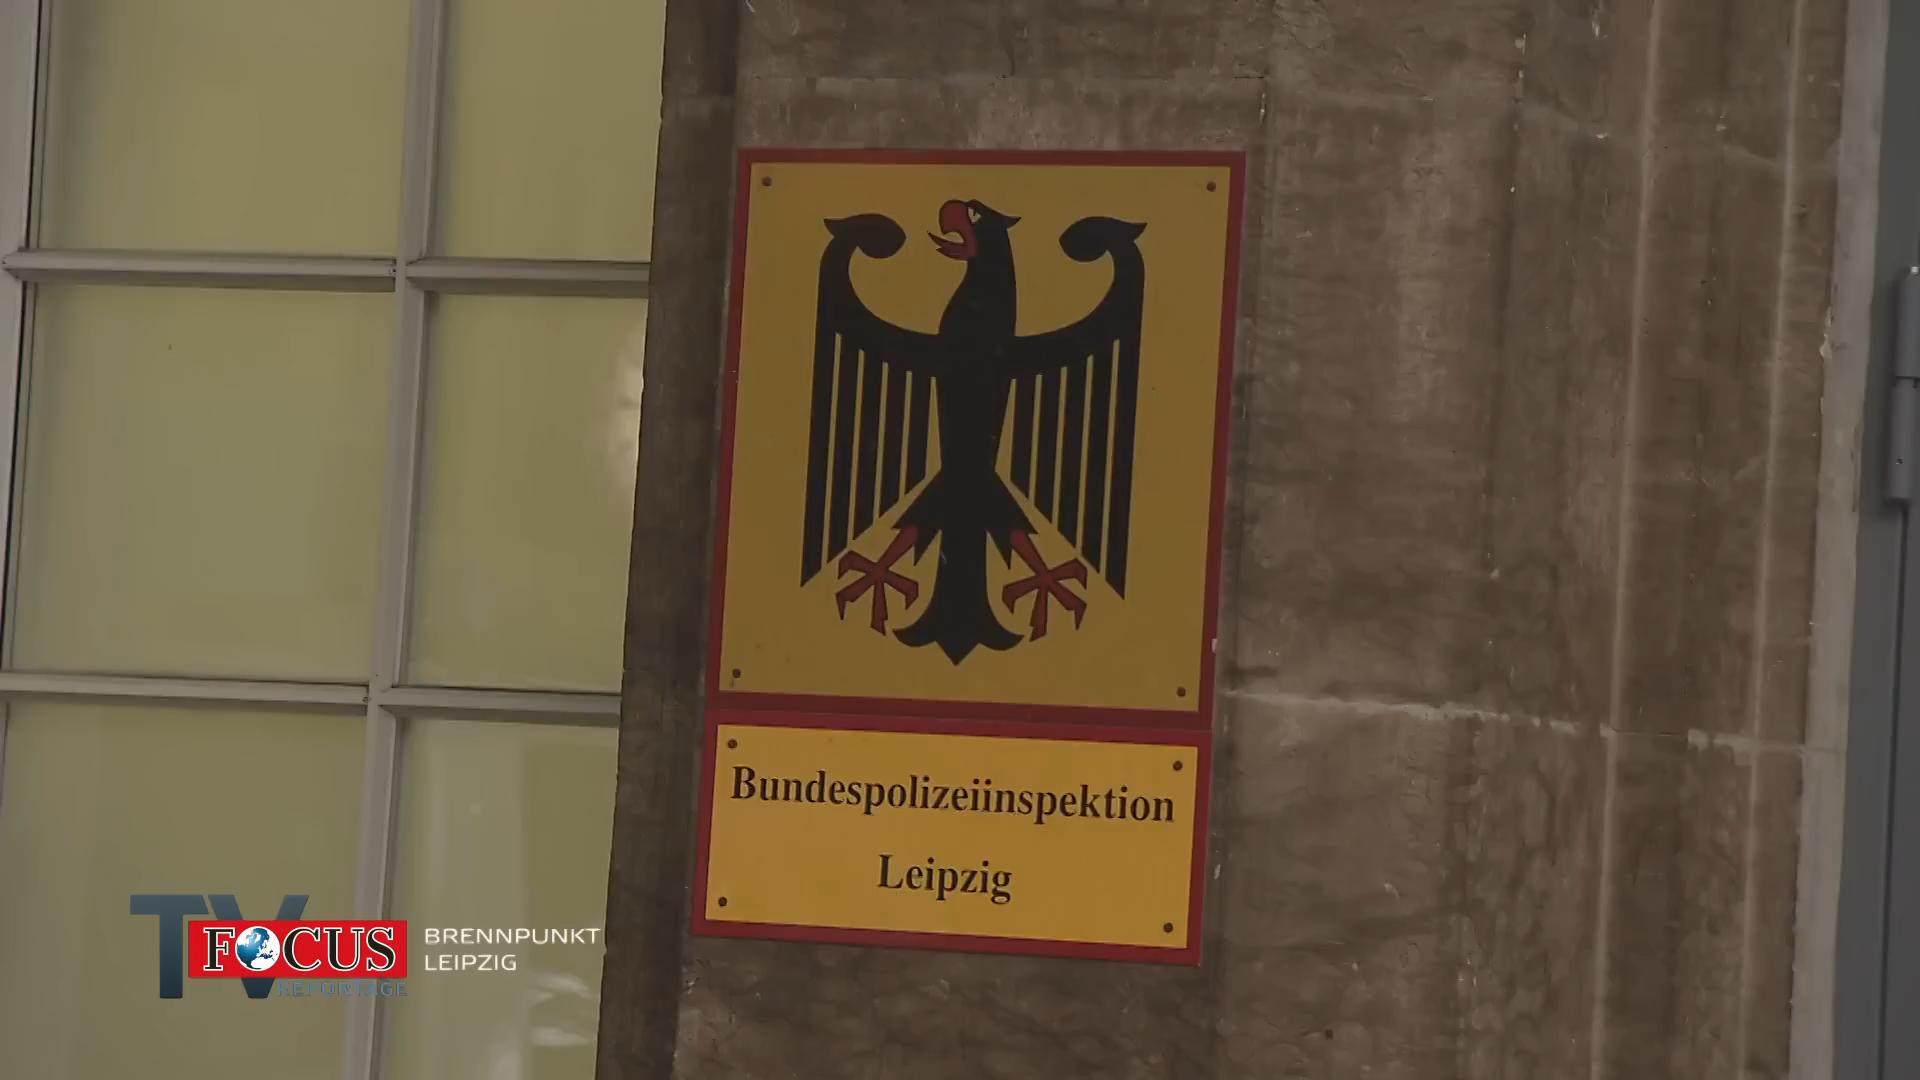 Bundespolizeiinspektion
Leipzig
TV
FOCUS
REPORTAGE
BRENNPUNKT
LEIPZIG